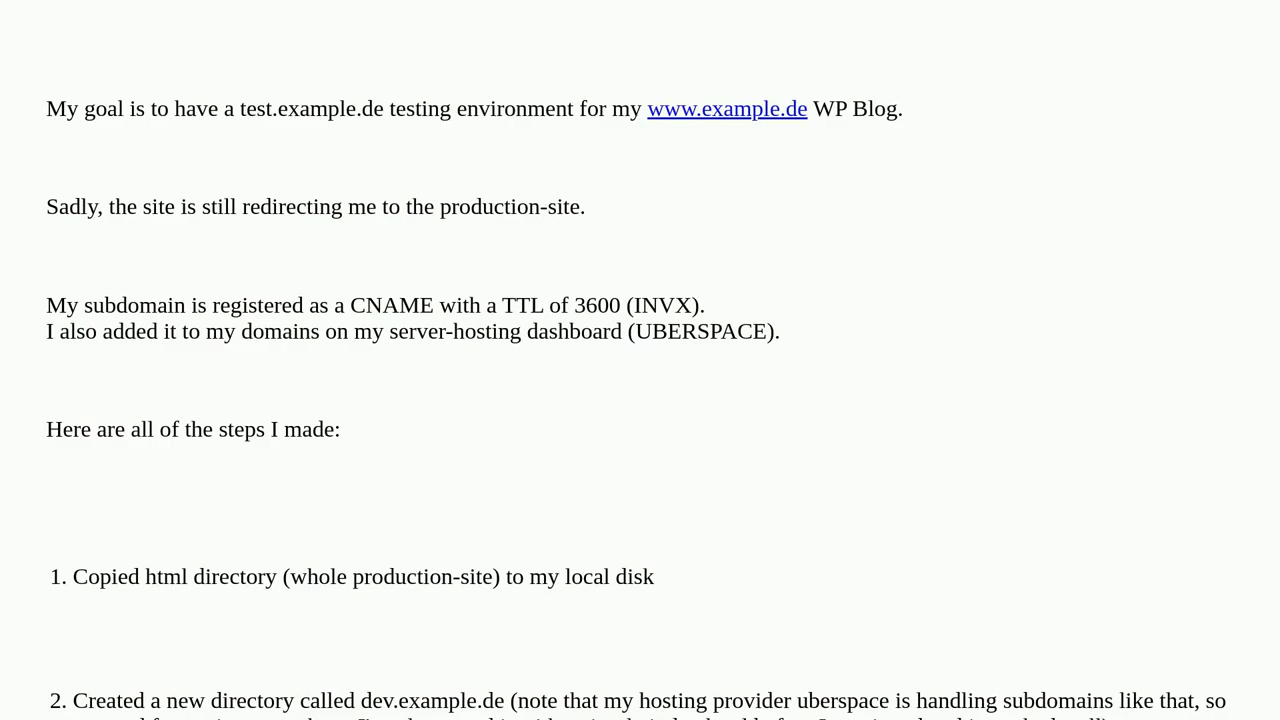 My goal is to have a test.example.de testing environment for my www.example.de WP Blog.
Sadly, the site is still redirecting me to the production-site.
My subdomain is registered as a CNAME with a TTL of 3600 (INVX).
I also added it to my domains on my server-hosting dashboard (UBERSPACE).
Here are all of the steps I made:
1. Copied html directory (whole production-site) to my local disk
2. Created a new directory called dev.example.de (note that my hosting provider uberspace is handling subdomains like that, so